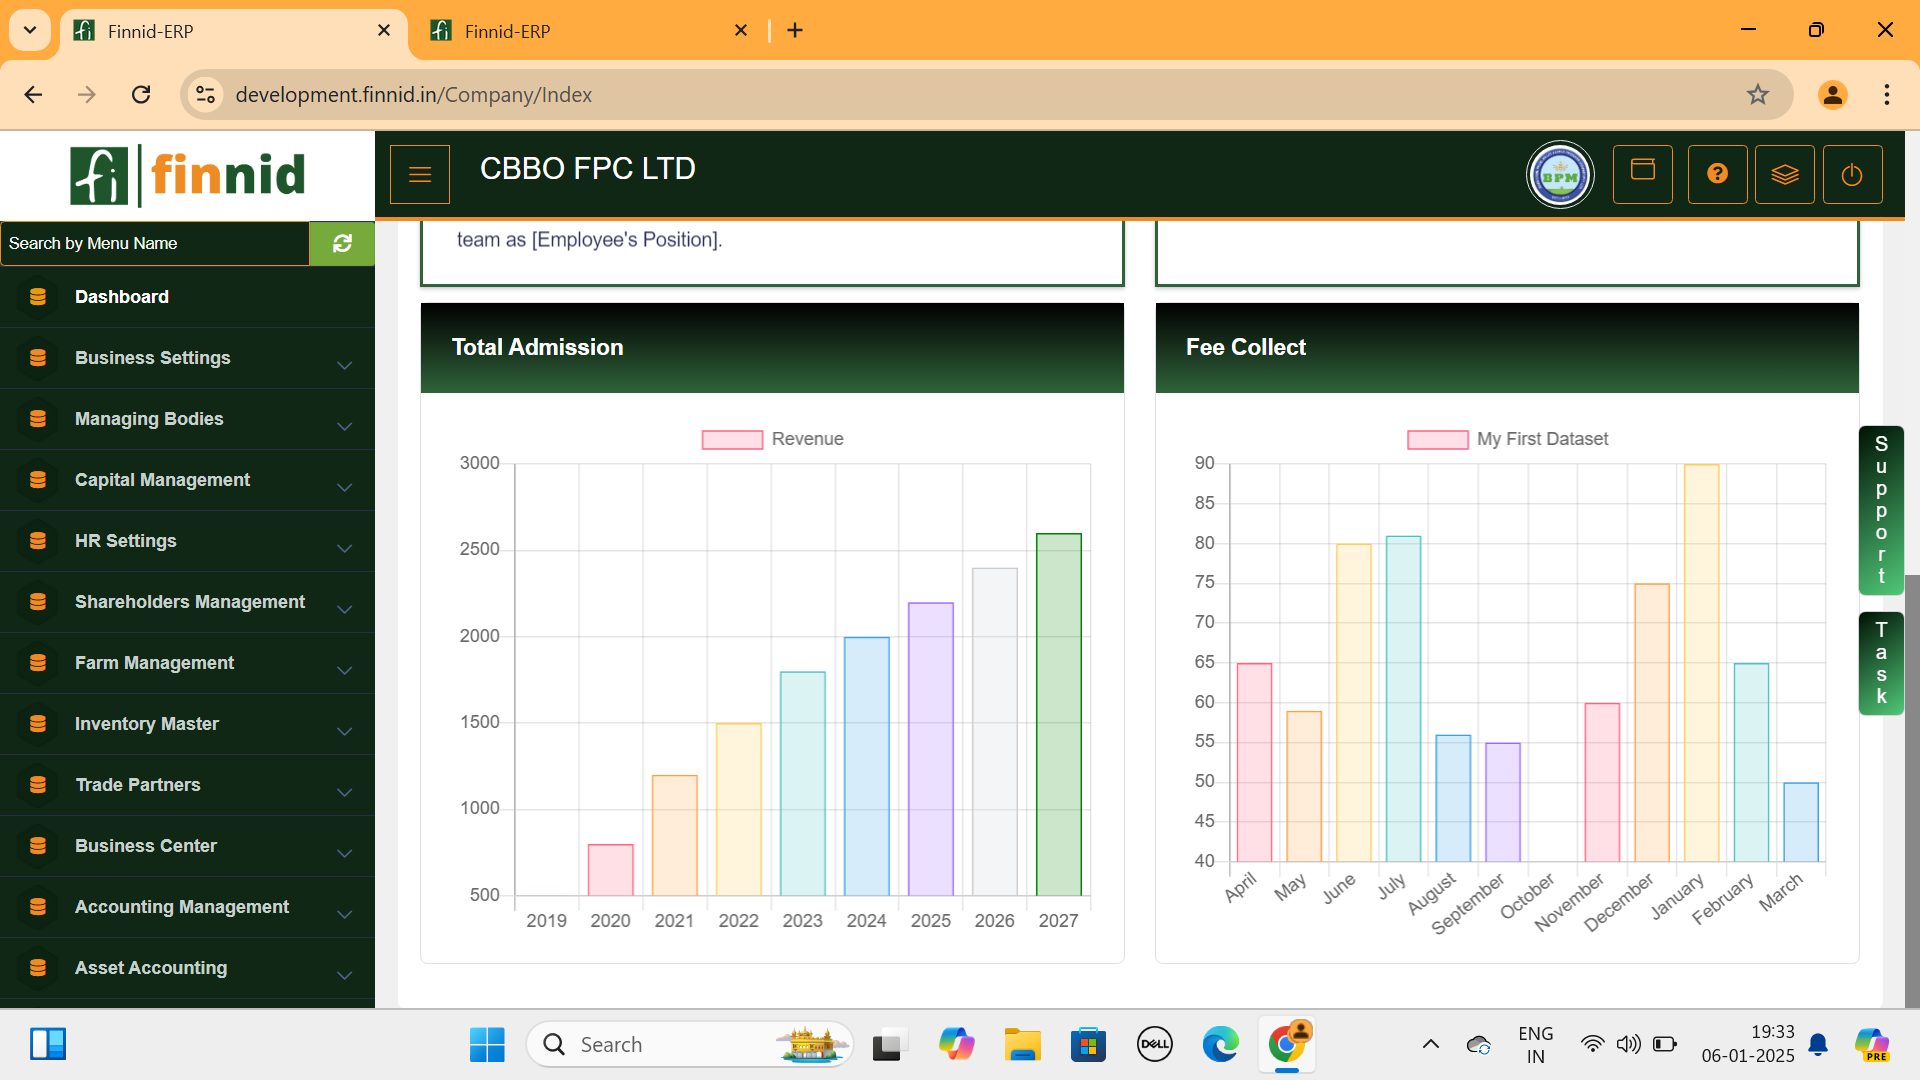 Finnid-ERP
Finnid-ERP
development.finnid.in/Company/Index
fi finnid
CBBO FPC LTD
BPM
Search by Menu Name
Dashboard
Business Settings
Managing Bodies
Capital Management
HR Settings
Shareholders Management
Farm Management
Inventory Master
Trade Partners
Business Center
Accounting Management
Asset Accounting
team as [Employee's Position].
Total Admission
Revenue
3000
2500
2000
1500
1000
500
2019 2020 2021 2022 2023 2024 2025 2026 2027
Fee Collect
My First Dataset
90
85
80
75
70
65
60
55
50
45
40
April May June July August September October November December January February March
Support
Task
Search
DELL
ENG
IN
19:33
06-01-2025
PRE